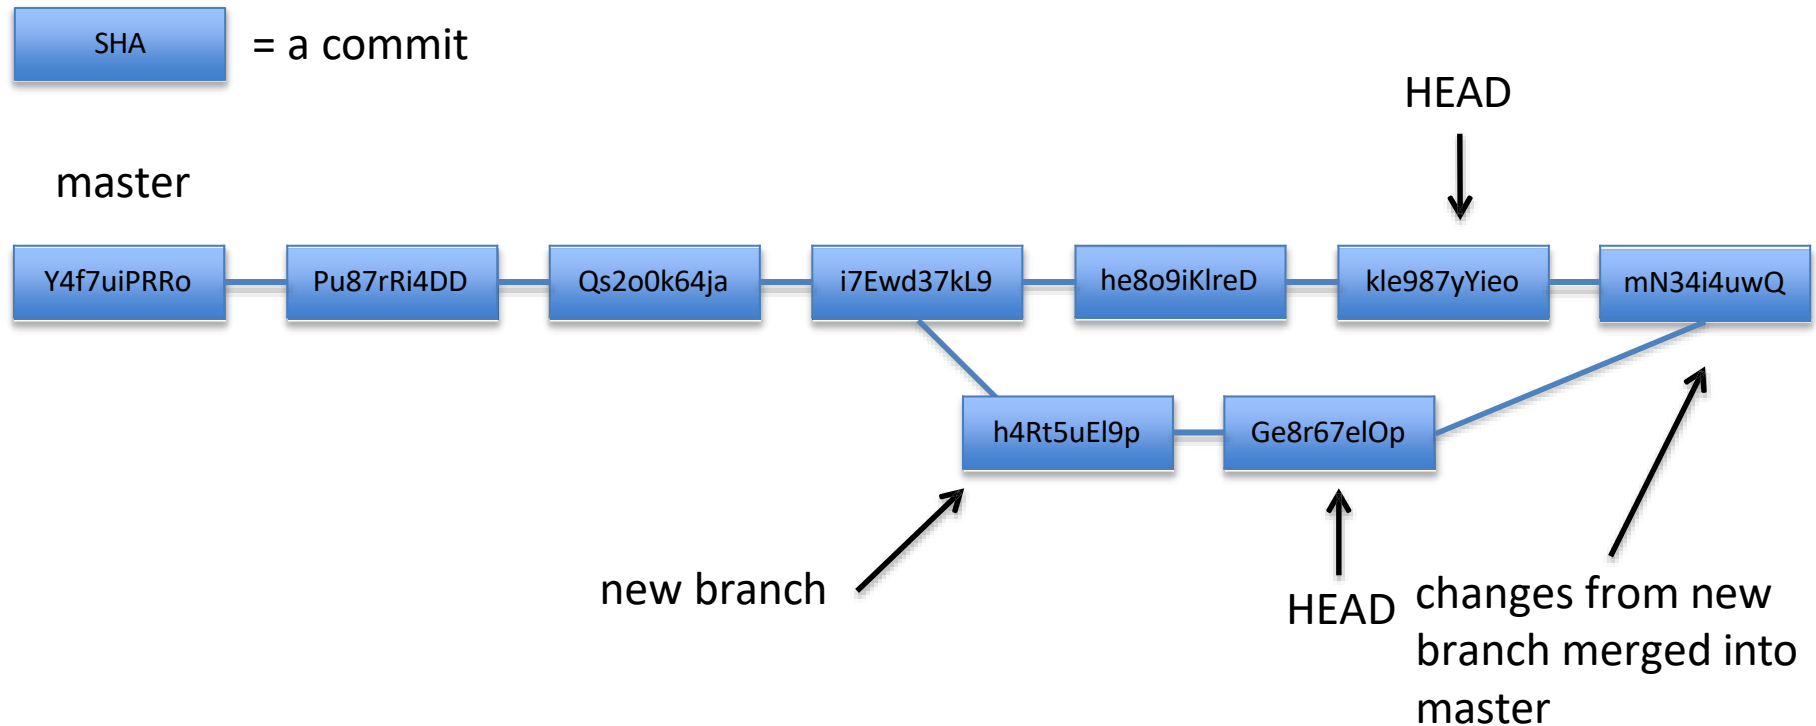 SHA = a commit
HEAD
master
Y4f7uiPRRo Pu87rRi4DD Qs2o0k64ja i7Ewd37kL9 he8o9iKlreD kle987yYieo mN34i4uwQ
h4Rt5uEl9p Ge8r67elOp
new branch
HEAD
changes from new
branch merged into
master